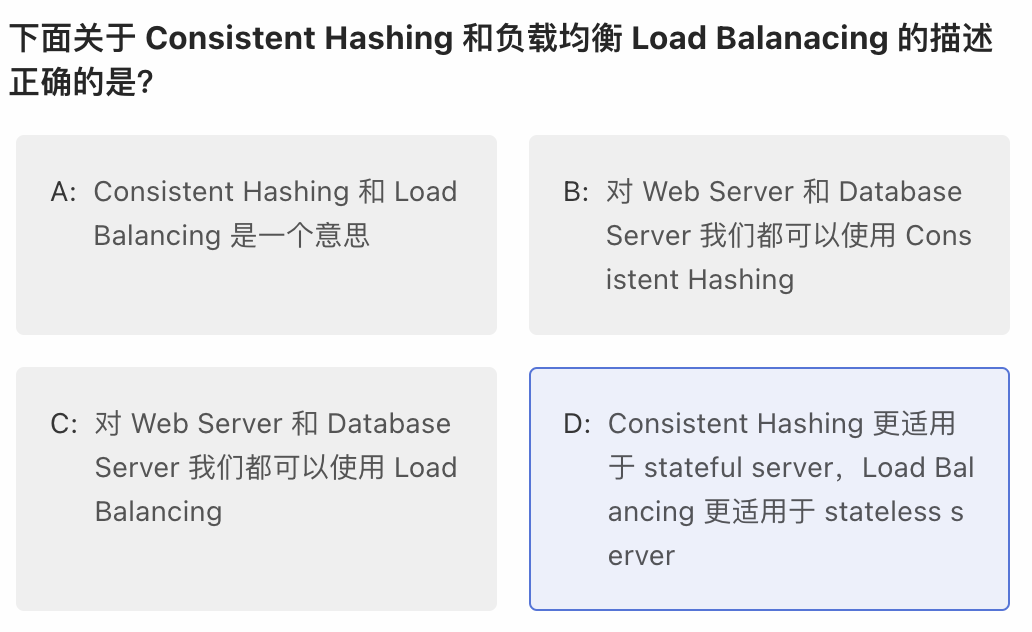 下面关于 Consistent Hashing 和负载均衡 Load Balanacing 的描述
正确的是?
A: Consistent Hashing 和 Load
Balancing 是一个意思
B: 对 Web Server 和 Database
Server 我们都可以使用 Cons
istent Hashing
C: 对 Web Server 和 Database
Server 我们都可以使用 Load
Balancing
D: Consistent Hashing 更适用
于 stateful server，Load Bal
ancing 更适用于 stateless s
erver